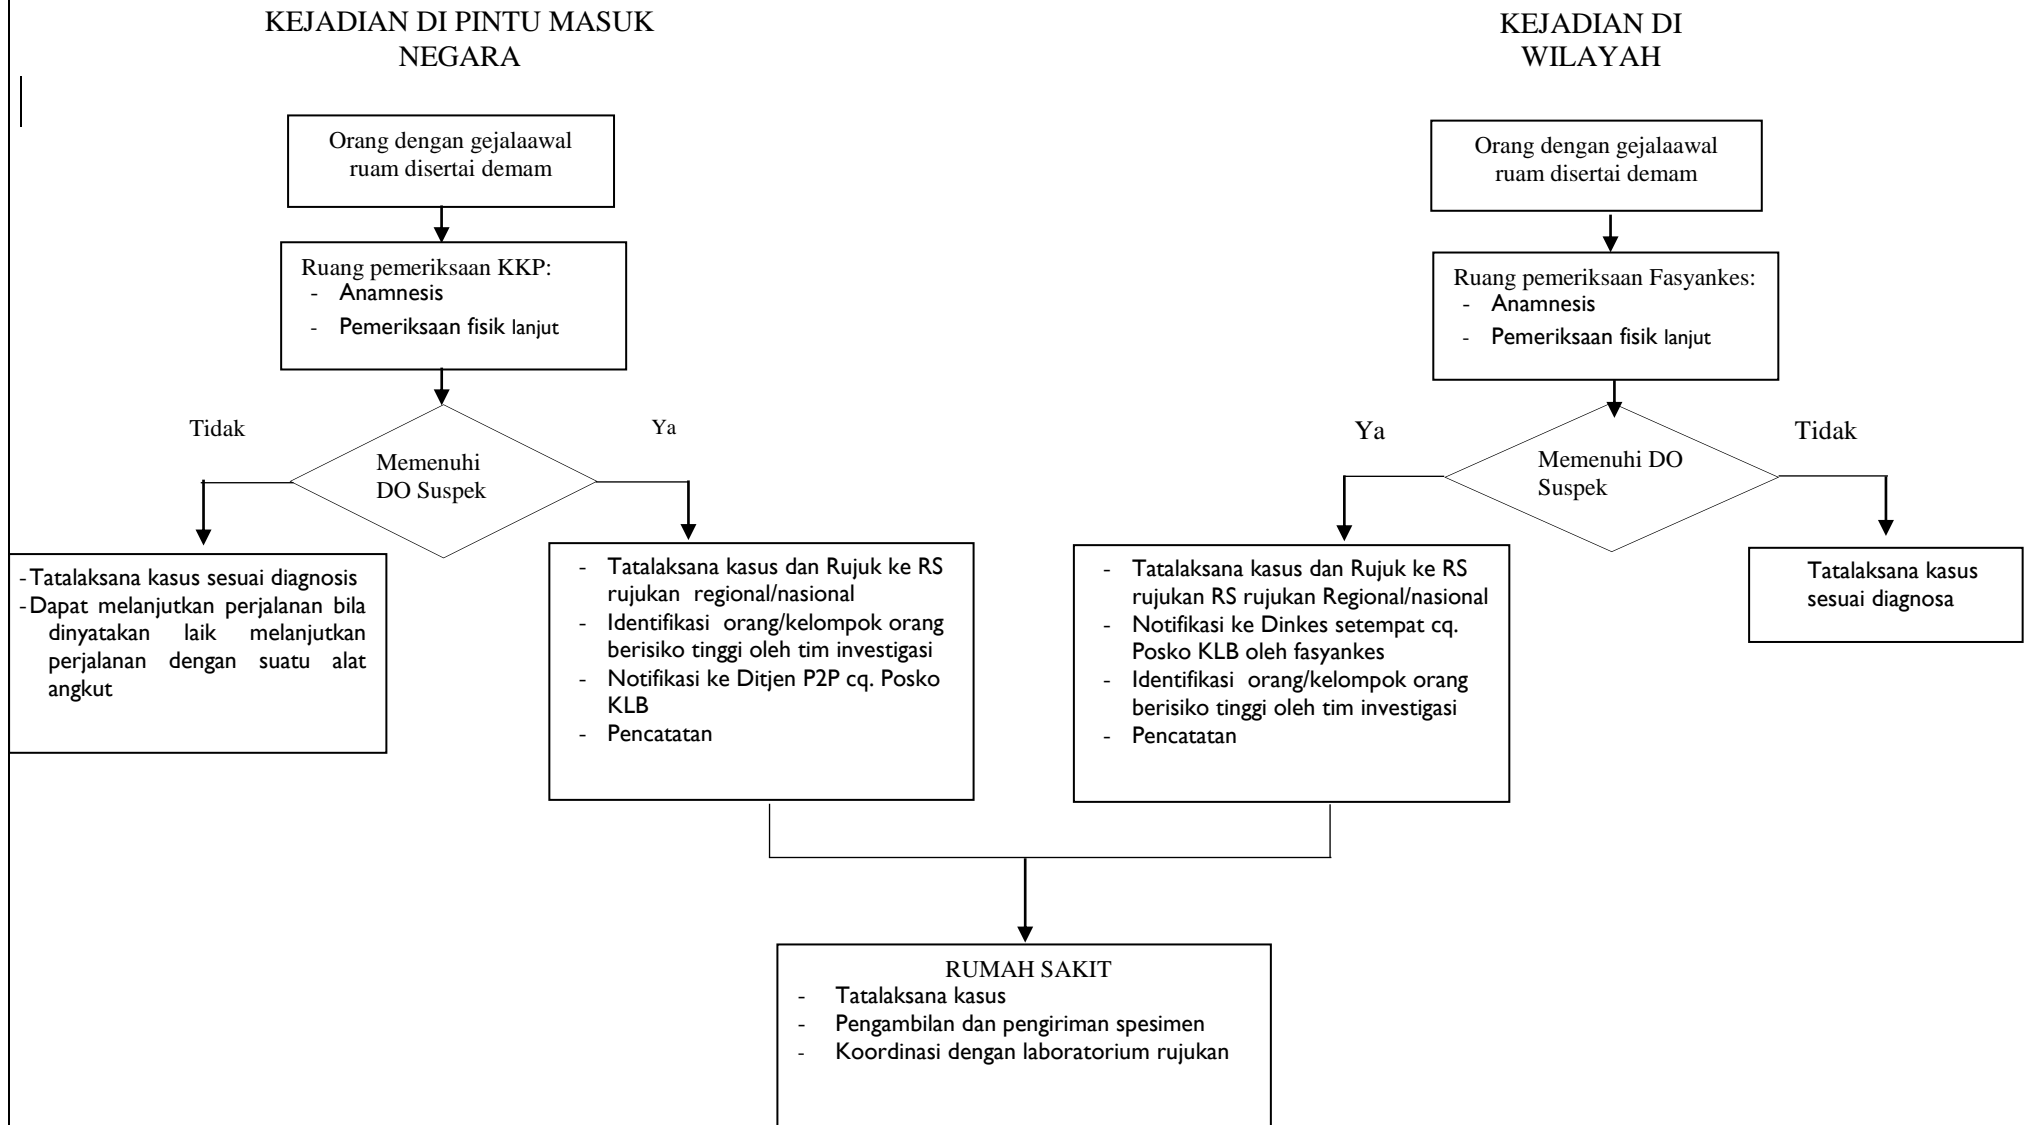 KEJADIAN DI PINTU MASUK
NEGARA
Orang dengan gejalaawal
ruam disertai demam
Ruang pemeriksaan KKP:
- Anamnesis
- Pemeriksaan fisik lanjut
Tidak
Ya
Memenuhi
DO Suspek
-Tatalaksana kasus sesuai diagnosis
-Dapat melanjutkan perjalanan bila
dinyatakan laik melanjutkan
perjalanan dengan suatu alat
angkut
- Tatalaksana kasus dan Rujuk ke RS
rujukan regional/nasional
- Identifikasi orang/kelompok orang
berisiko tinggi oleh tim investigasi
- Notifikasi ke Ditjen P2P cq. Posko
KLB
- Pencatatan
KEJADIAN DI
WILAYAH
Orang dengan gejalaawal
ruam disertai demam
Ruang pemeriksaan Fasyankes:
- Anamnesis
- Pemeriksaan fisik lanjut
Ya
Tidak
Memenuhi DO
Suspek
- Tatalaksana kasus dan Rujuk ke RS
rujukan RS rujukan Regional/nasional
- Notifikasi ke Dinkes setempat cq.
Posko KLB oleh fasyankes
- Identifikasi orang/kelompok orang
berisiko tinggi oleh tim investigasi
- Pencatatan
Tatalaksana kasus
sesuai diagnosa
RUMAH SAKIT
- Tatalaksana kasus
- Pengambilan dan pengiriman spesimen
- Koordinasi dengan laboratorium rujukan